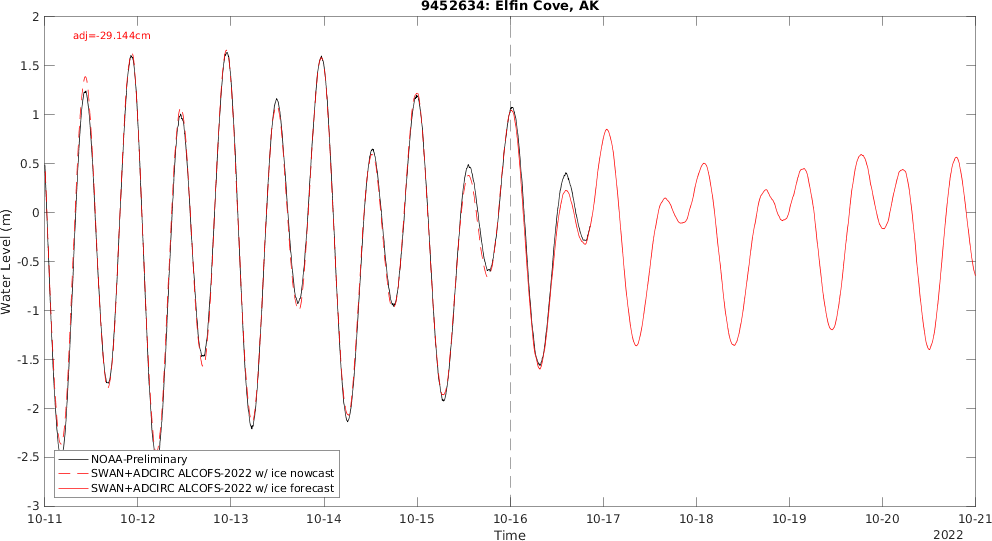 9452634: Elfin Cove, AK
adj=-29.144cm
2
1.5
1
0.5
0
-0.5
-1
-1.5
-2
-2.5
-3
Water Level (m)
NOAA-Preliminary
SWAN+ADCIRC ALCOFS-2022 w/ ice nowcast
SWAN+ADCIRC ALCOFS-2022 w/ ice forecast
10-11 10-12 10-13 10-14 10-15 10-16 10-17 10-18 10-19 10-20 10-21
Time
2022